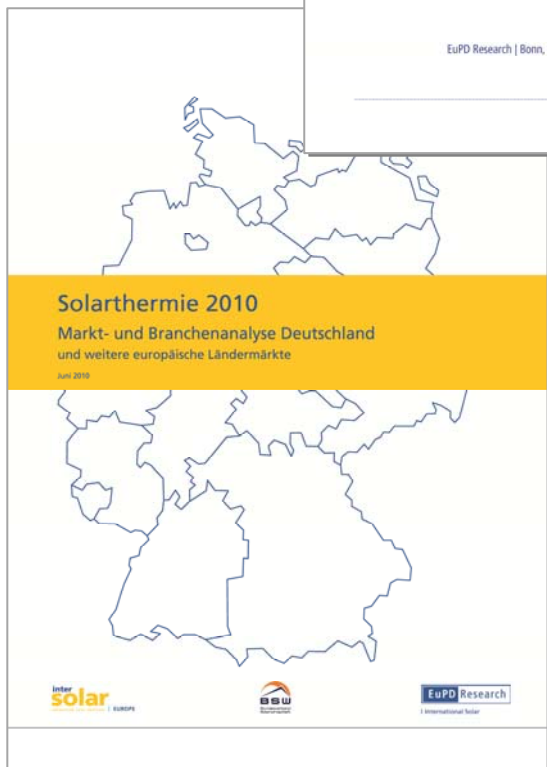 EuPD Research | Bonn,
Solarthermie 2010
Markt- und Branchenanalyse Deutschland
und weitere europäische Ländermärkte
Juni 2010
inter
solar
| EUROPE
BSW
EuPD Research
| International Solar